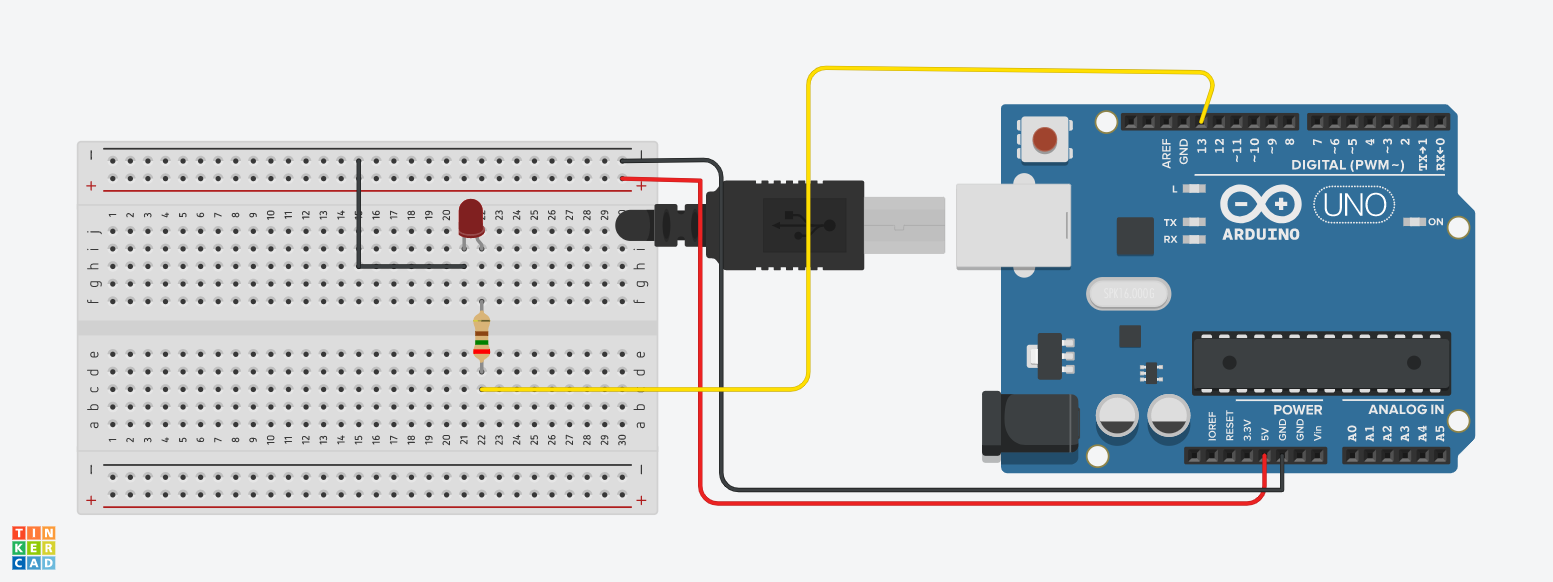 1 2 3 4 5 6 7 8 9 10 11 12 13 14 15 16 17 18 19 20 21 22 23 24 25 26 27 28 29 30
j j
i i
h h
g g
f f
e e
d d
c c
b b
a a
1 2 3 4 5 6 7 8 9 10 11 12 13 14 15 16 17 18 19 20 21 22 23 24 25 26 27 28 29 30
AREF
GND
13
12
~11
~10
~9
8
7
~6
~5
4
~3
2
TX→1
RX←0
DIGITAL (PWM ~)
L
TX
RX
ARDUINO
UNO
ON
POWER
ANALOG IN
IOREF
RESET
3.3V
5V
GND
GND
Vin
A0
A1
A2
A3
A4
A5
TIN
KER
CAD